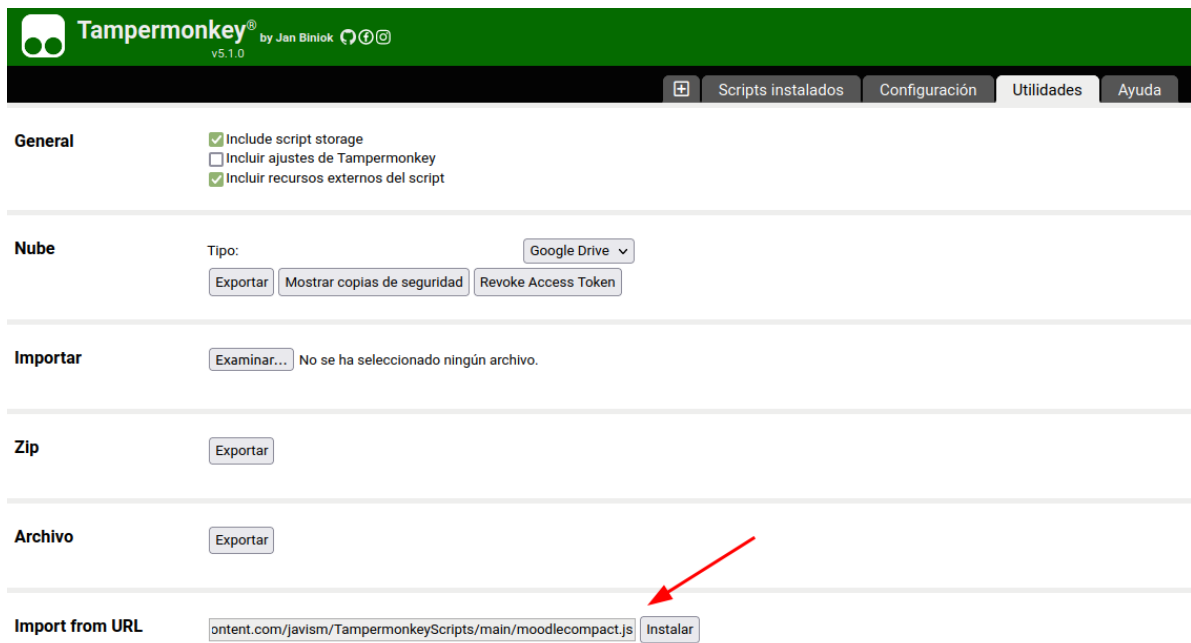 Tampermonkey® by Jan Biniok
v5.1.0
Scripts instalados Configuración Utilidades Ayuda
General
Include script storage
Incluir ajustes de Tampermonkey
Incluir recursos externos del script
Nube
Tipo: Google Drive
Exportar Mostrar copias de seguridad Revoke Access Token
Importar Examinar... No se ha seleccionado ningún archivo.
Zip Exportar
Archivo Exportar
Import from URL ontent.com/javism/TampermonkeyScripts/main/moodlecompact.js Instalar